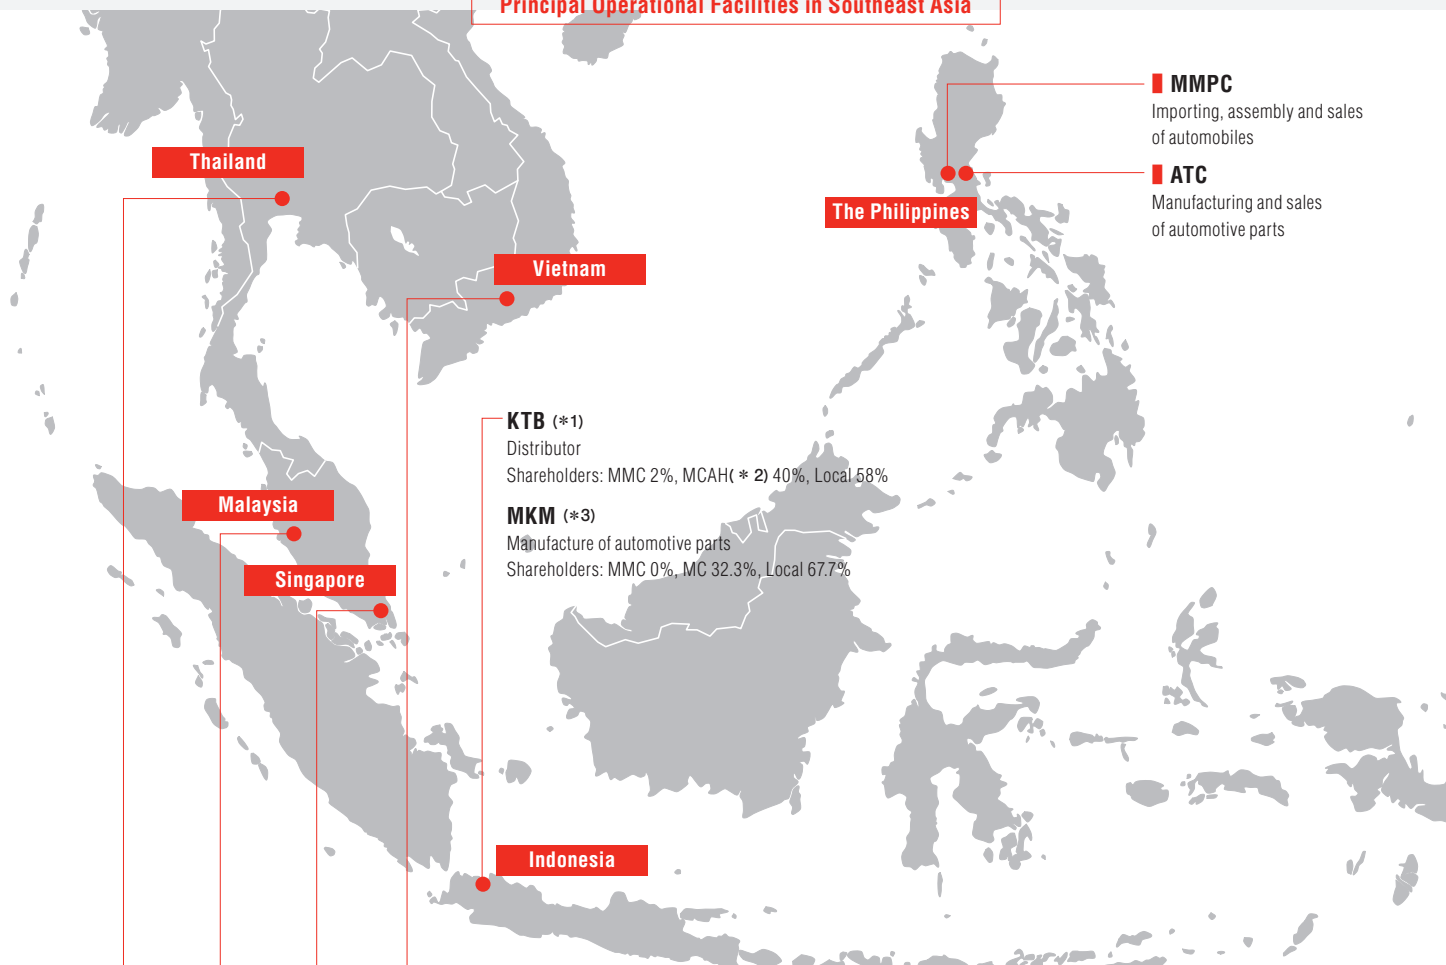 Principal Operational Facilities in Southeast Asia
MMPC
Importing, assembly and sales
of automobiles
ATC
Manufacturing and sales
of automotive parts
Thailand
The Philippines
Vietnam
KTB (*1)
Distributor
Shareholders: MMC 2%, MCAH(*2) 40%, Local 58%
MKM (*3)
Manufacture of automotive parts
Shareholders: MMC 0%, MC 32.3%, Local 67.7%
Malaysia
Singapore
Indonesia